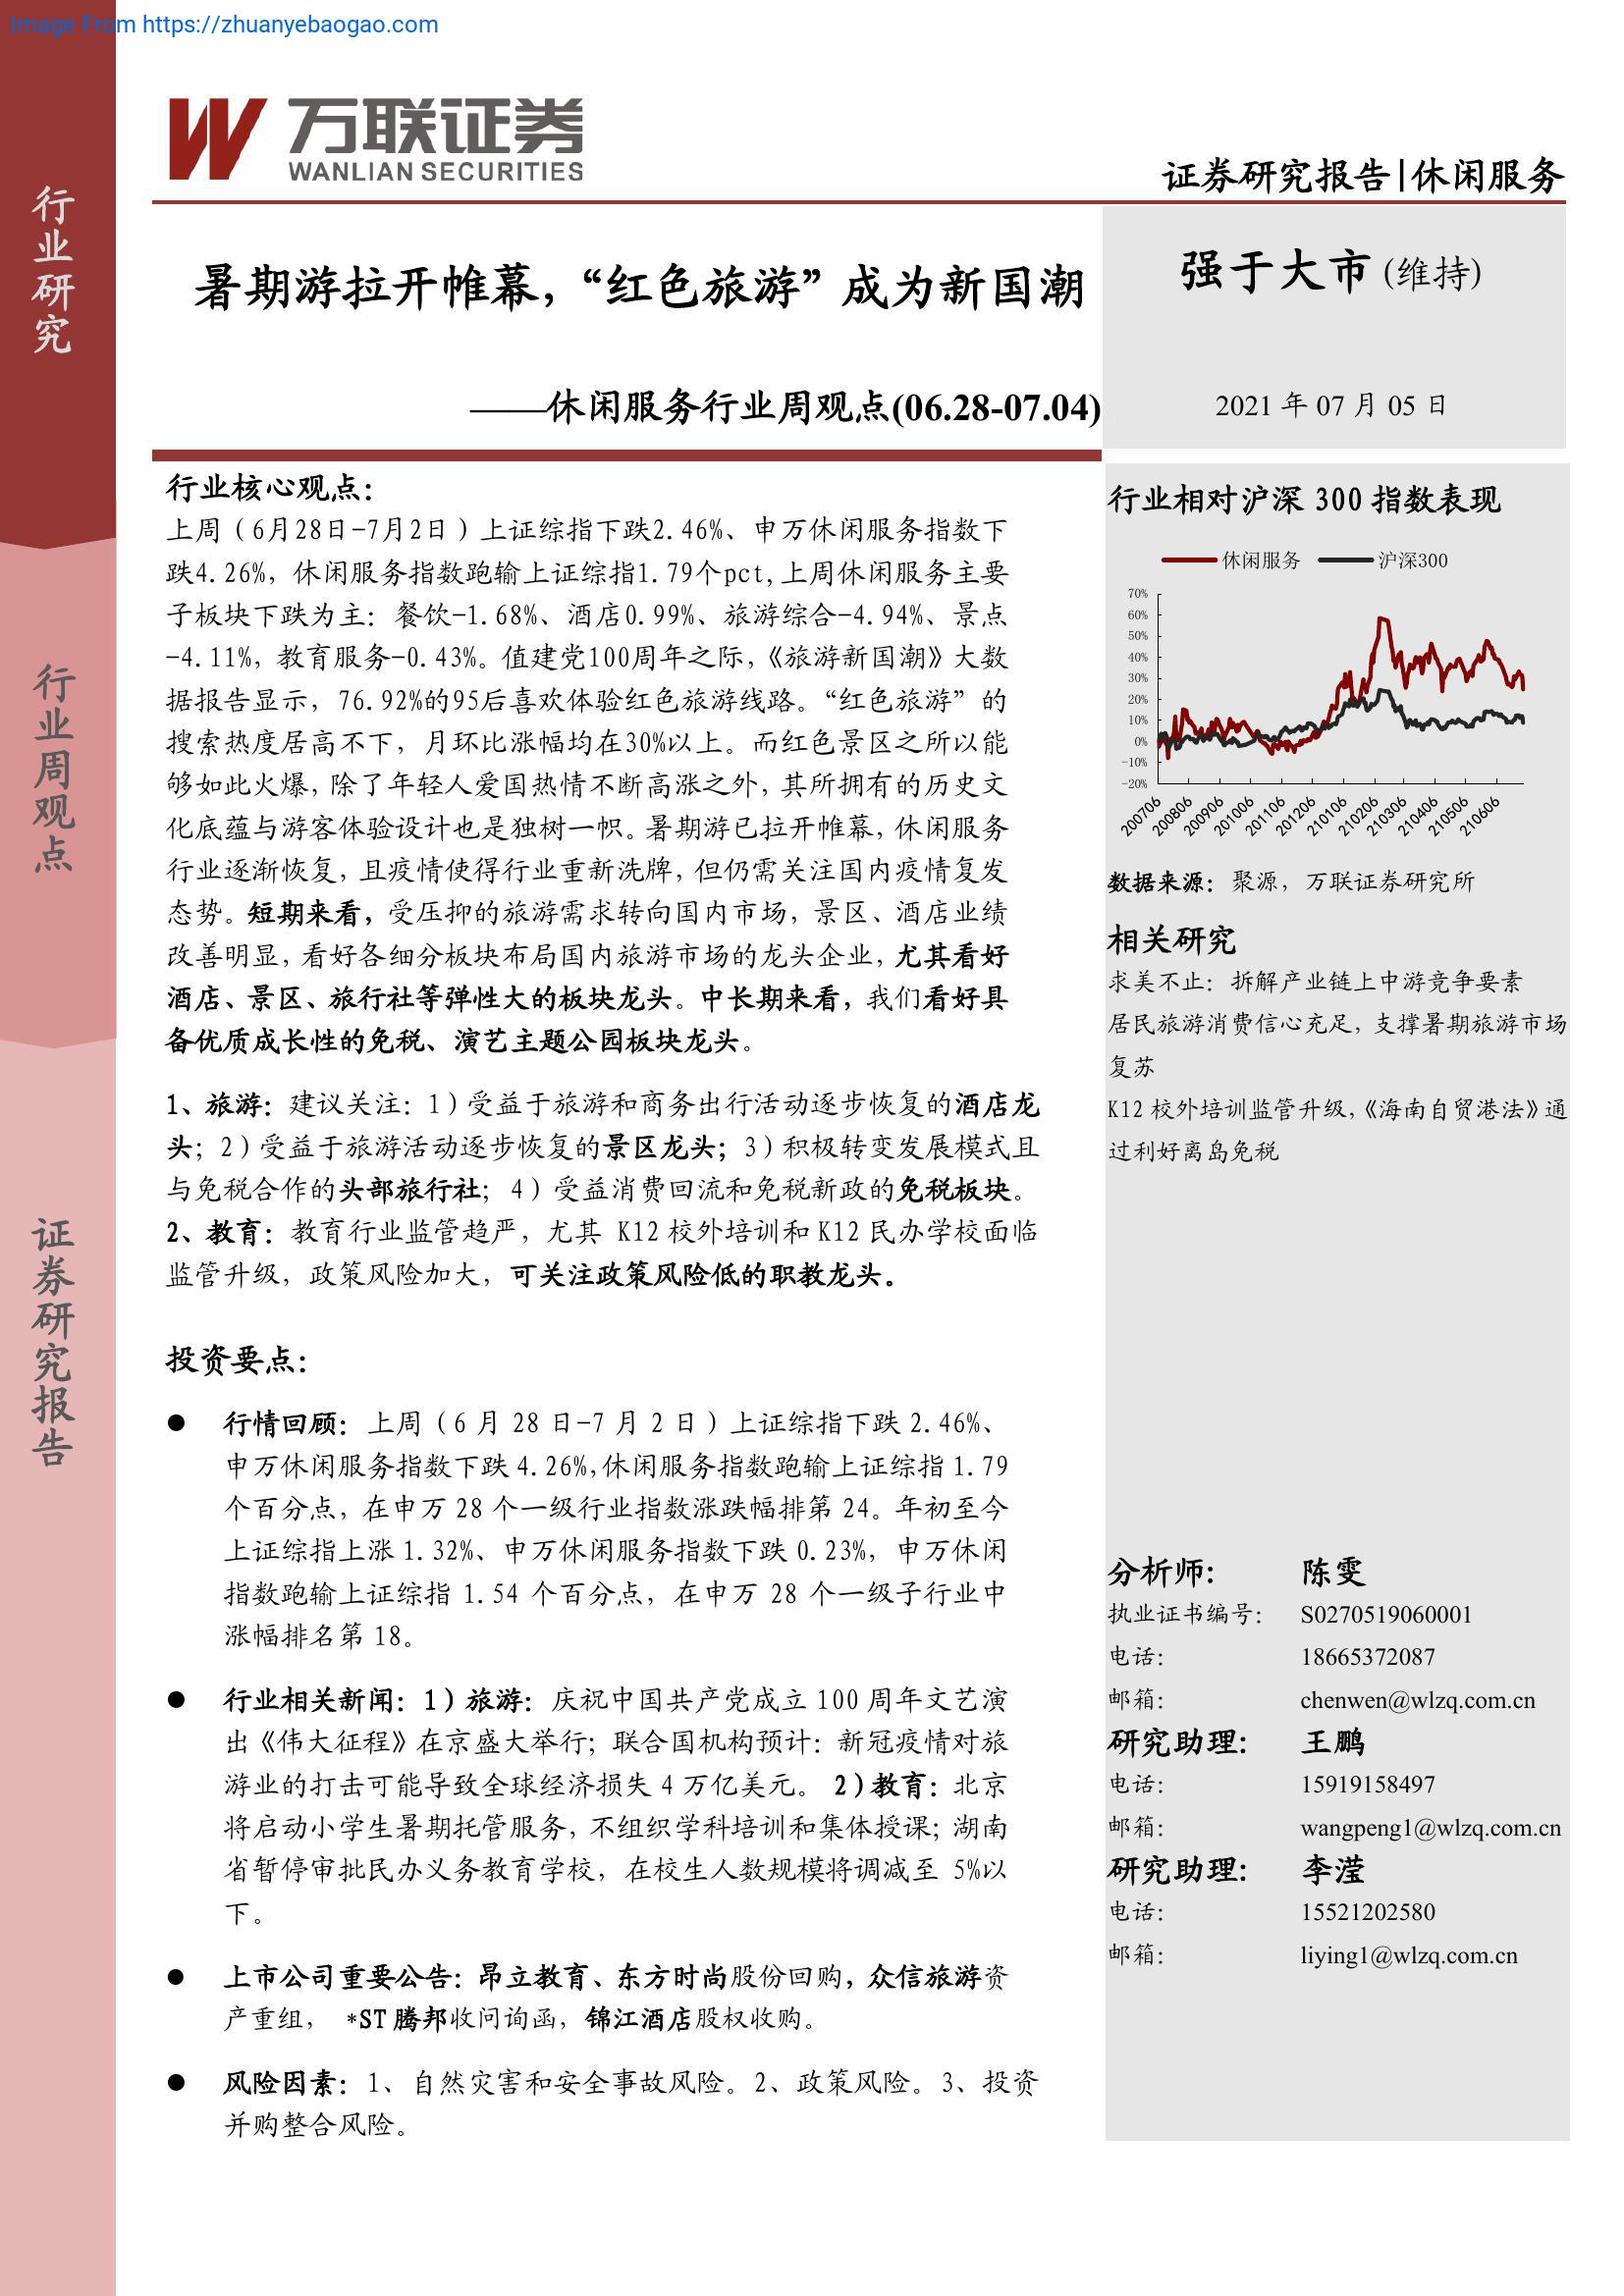 Image From https://zhuanyebaogao.com
万联证券
WANLIAN SECURITIES
证券研究报告|休闲服务
行业研究
行业周观点
证券研究报告
暑期游拉开帷幕，“红色旅游”成为新国潮
——休闲服务行业周观点(06.28-07.04)
强于大市(维持)
2021 年 07 月 05 日
行业核心观点：
上周（6月28日-7月2日）上证综指下跌2.46%、申万休闲服务指数下
跌4.26%，休闲服务指数跑输上证综指1.79个pct,上周休闲服务主要
子板块下跌为主：餐饮-1.68%、酒店0.99%、旅游综合-4.94%、景点
-4.11%，教育服务-0.43%。值建党100周年之际,《旅游新国潮》大数
据报告显示，76.92%的95后喜欢体验红色旅游线路。“红色旅游”的
搜索热度居高不下，月环比涨幅均在30%以上。而红色景区之所以能
够如此火爆,除了年轻人爱国热情不断高涨之外,其所拥有的历史文
化底蕴与游客体验设计也是独树一帜。暑期游已拉开帷幕,休闲服务
行业逐渐恢复,且疫情使得行业重新洗牌,但仍需关注国内疫情复发
态势。短期来看，受压抑的旅游需求转向国内市场，景区、酒店业绩
改善明显,看好各细分板块布局国内旅游市场的龙头企业,尤其看好
酒店、景区、旅行社等弹性大的板块龙头。中长期来看，我们看好具
备优质成长性的免税、演艺主题公园板块龙头。
1、旅游：建议关注：1）受益于旅游和商务出行活动逐步恢复的酒店龙
头；2）受益于旅游活动逐步恢复的景区龙头；3）积极转变发展模式且
与免税合作的头部旅行社；4）受益消费回流和免税新政的免税板块。
2、教育：教育行业监管趋严，尤其 K12 校外培训和 K12 民办学校面临
监管升级，政策风险加大，可关注政策风险低的职教龙头。
投资要点：
● 行情回顾：上周（6 月 28 日-7 月 2 日）上证综指下跌 2.46%、
申万休闲服务指数下跌 4.26%,休闲服务指数跑输上证综指 1.79
个百分点，在申万 28 个一级行业指数涨跌幅排第 24。年初至今
上证综指上涨 1.32%、申万休闲服务指数下跌 0.23%，申万休闲
指数跑输上证综指 1.54 个百分点，在申万 28 个一级子行业中
涨幅排名第 18。
● 行业相关新闻：1）旅游：庆祝中国共产党成立 100 周年文艺演
出《伟大征程》在京盛大举行；联合国机构预计：新冠疫情对旅
游业的打击可能导致全球经济损失 4 万亿美元。 2）教育：北京
将启动小学生暑期托管服务，不组织学科培训和集体授课；湖南
省暂停审批民办义务教育学校，在校生人数规模将调减至 5%以
下。
● 上市公司重要公告：昂立教育、东方时尚股份回购，众信旅游资
产重组， *ST 腾邦收问询函，锦江酒店股权收购。
● 风险因素：1、自然灾害和安全事故风险。2、政策风险。3、投资
并购整合风险。
行业相对沪深 300 指数表现
休闲服务 沪深300
70%
60%
50%
40%
30%
20%
10%
0%
-10%
-20%
200706 200806 200906 201006 201106 201206 210106 210206 210306 210406 210506 210606
数据来源：聚源，万联证券研究所
相关研究
求美不止：拆解产业链上中游竞争要素
居民旅游消费信心充足，支撑暑期旅游市场
复苏
K12 校外培训监管升级,《海南自贸港法》通
过利好离岛免税
分析师： 陈雯
执业证书编号： S0270519060001
电话： 18665372087
邮箱： chenwen@wlzq.com.cn
研究助理： 王鹏
电话： 15919158497
邮箱： wangpeng1@wlzq.com.cn
研究助理： 李滢
电话： 15521202580
邮箱： liying1@wlzq.com.cn